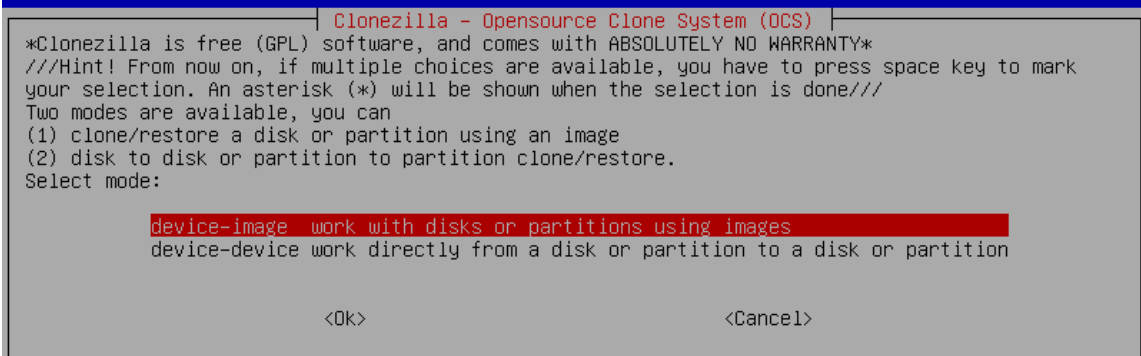 Clonezilla - Opensource Clone System (OCS)
*Clonezilla is free (GPL) software, and comes with ABSOLUTELY NO WARRANTY*
///Hint! From now on, if multiple choices are available, you have to press space key to mark
your selection. An asterisk (*) will be shown when the selection is done///
Two modes are available, you can
(1) clone/restore a disk or partition using an image
(2) disk to disk or partition to partition clone/restore.
Select mode:
device-image work with disks or partitions using images
device-device work directly from a disk or partition to a disk or partition
<Ok> <Cancel>